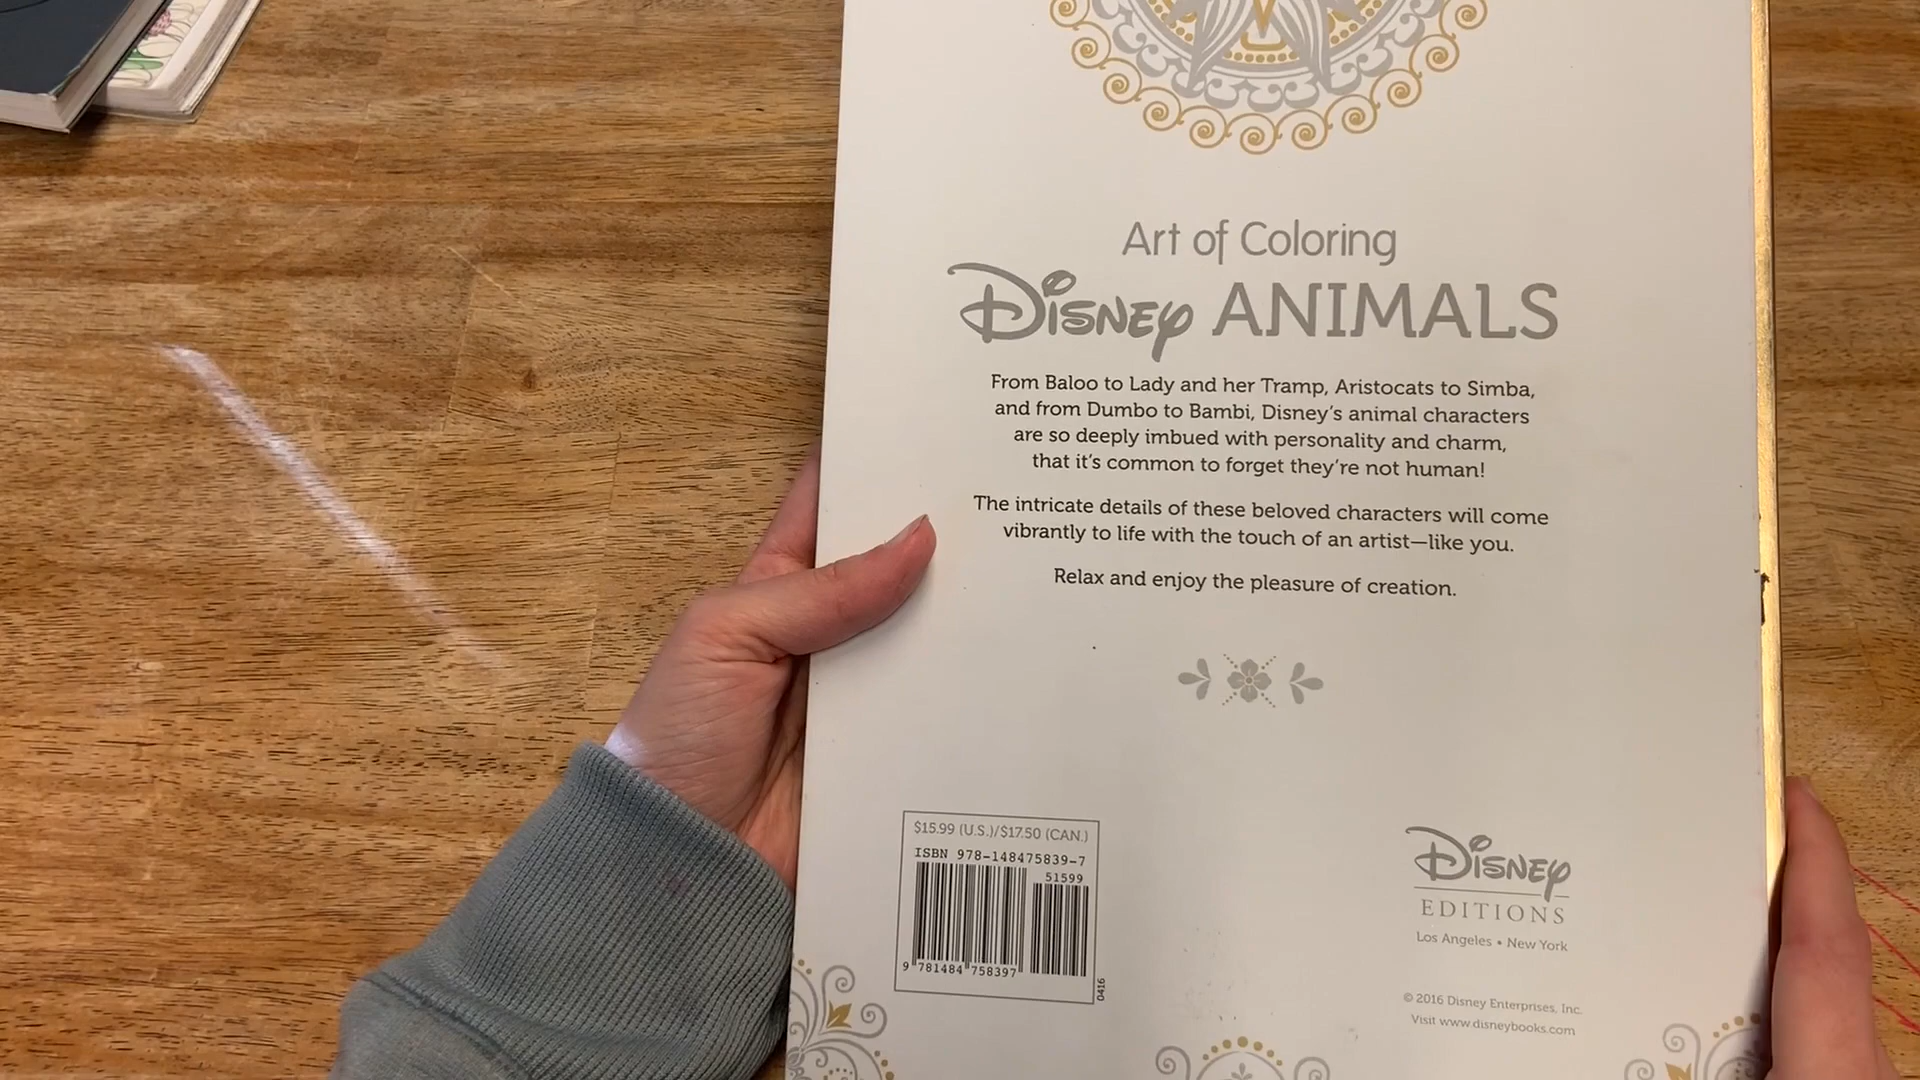 Art of Coloring
Disney ANIMALS
From Baloo to Lady and her Tramp, Aristocats to Simba,
and from Dumbo to Bambi, Disney's animal characters
are so deeply imbued with personality and charm,
that it's common to forget they're not human!
The intricate details of these beloved characters will come
vibrantly to life with the touch of an artist—like you.
Relax and enjoy the pleasure of creation.
$15.99 (U.S.)/$17.50 (CAN.)
ISBN 978-148475839-7
51599
9 781484 758397
0416
Disney
EDITIONS
Los Angeles • New York
© 2016 Disney Enterprises, Inc.
Visit www.disneybooks.com